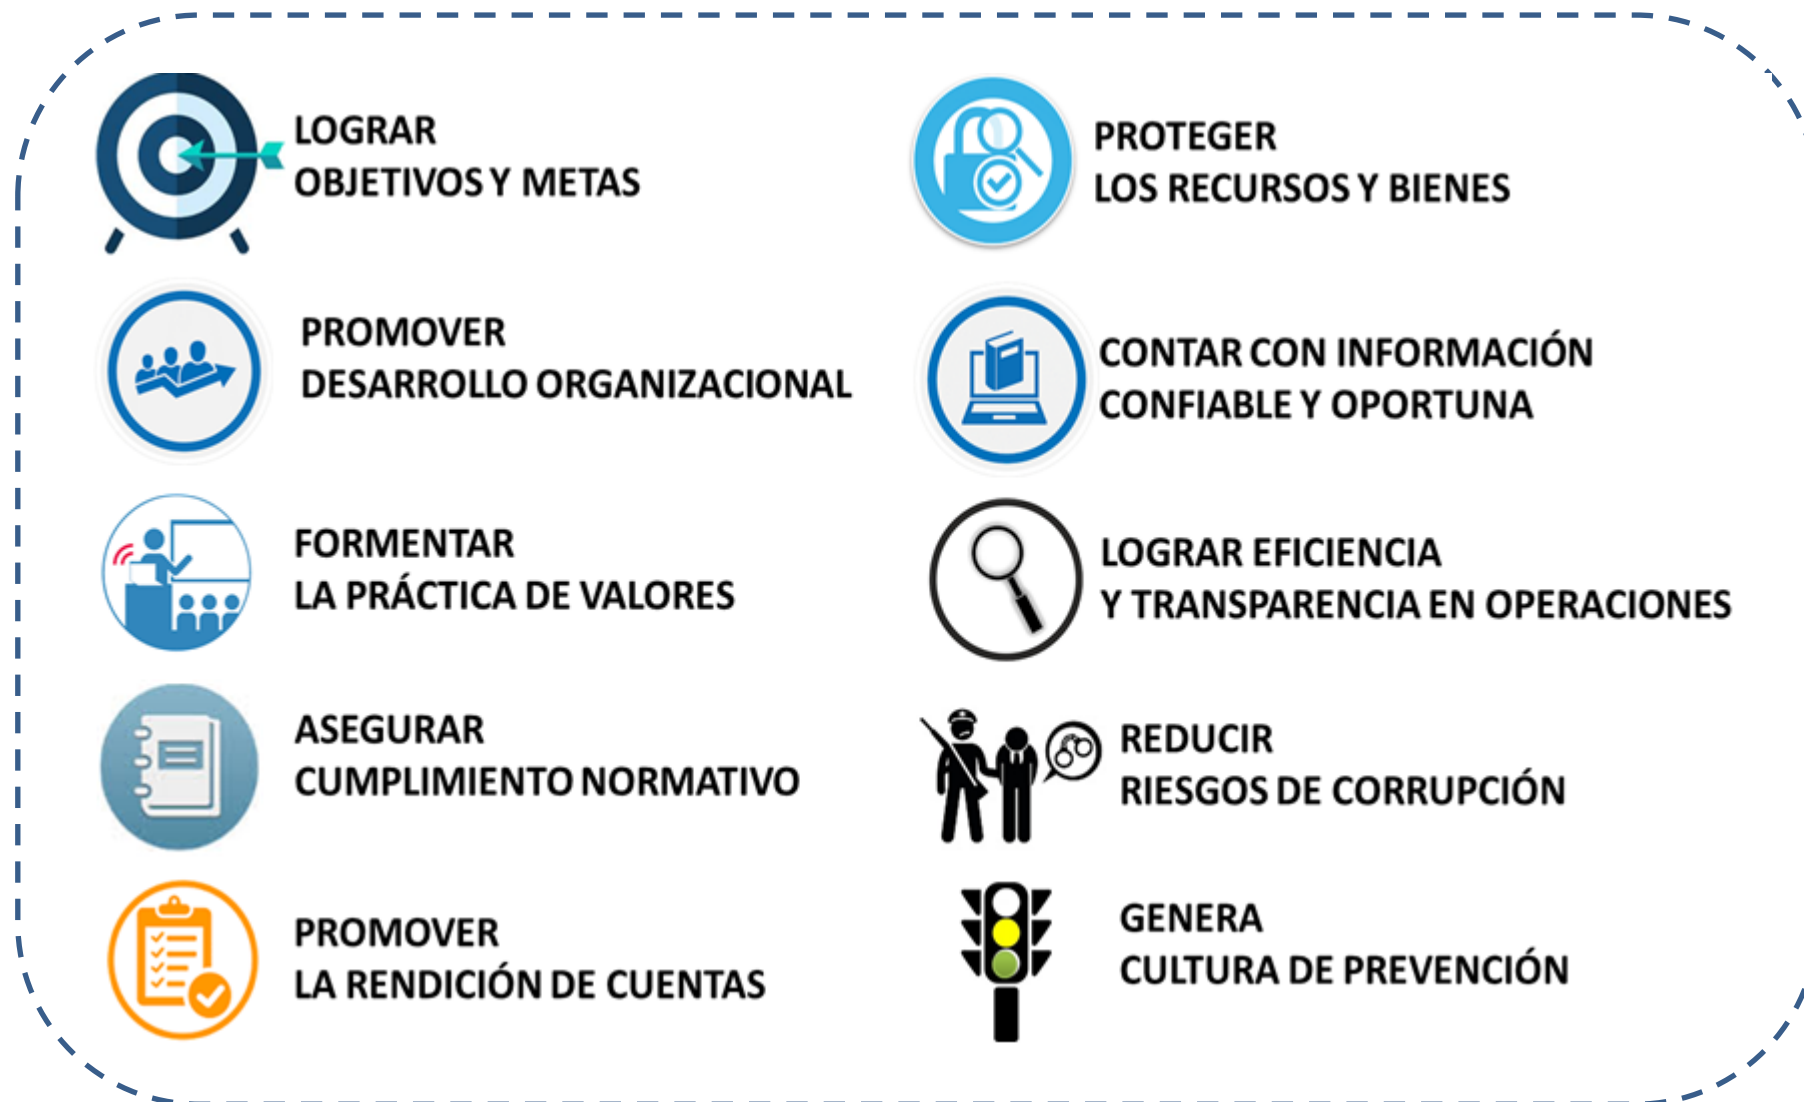 LOGRAR
OBJETIVOS Y METAS
PROMOVER
DESARROLLO ORGANIZACIONAL
FORMENTAR
LA PRÁCTICA DE VALORES
ASEGURAR
CUMPLIMIENTO NORMATIVO
PROMOVER
LA RENDICIÓN DE CUENTAS
PROTEGER
LOS RECURSOS Y BIENES
CONTAR CON INFORMACIÓN
CONFIABLE Y OPORTUNA
LOGRAR EFICIENCIA
Y TRANSPARENCIA EN OPERACIONES
REDUCIR
RIESGOS DE CORRUPCIÓN
GENERA
CULTURA DE PREVENCIÓN